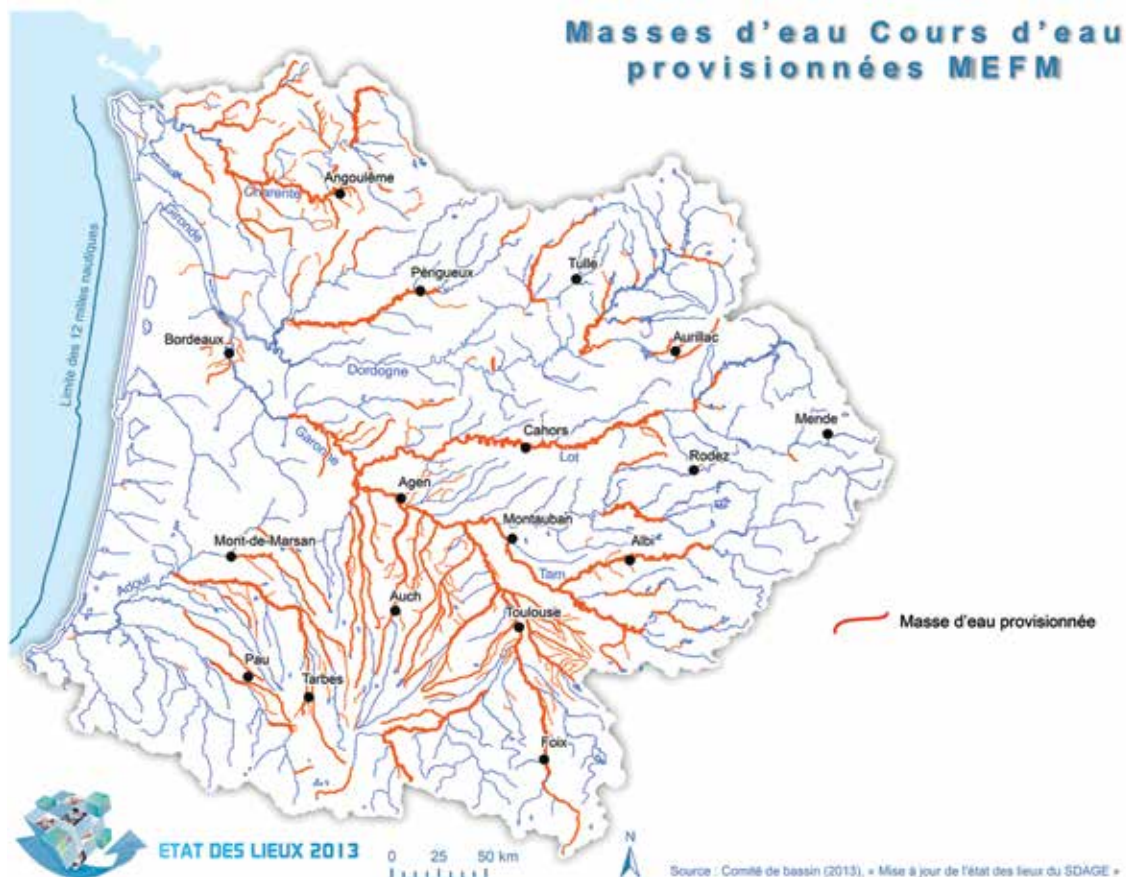 Masses d'eau Cours d'eau
provisionnées MEFM
Limite des 12 milles nautiques
Angoulême
Charente
Gironde
Périgueux
Tulle
Bordeaux
Aurillac
Dordogne
Mende
Cahors
Garonne
Lot
Rodez
Agen
Montauban
Mont-de-Marsan
Albi
Tarn
Adour
Auch
Toulouse
Masse d'eau provisionnée
Pau
Tarbes
Foix
ETAT DES LIEUX 2013
0 25 50 km
N
Source : Comité de bassin (2013), « Mise à jour de l'état des lieux du SDAGE »